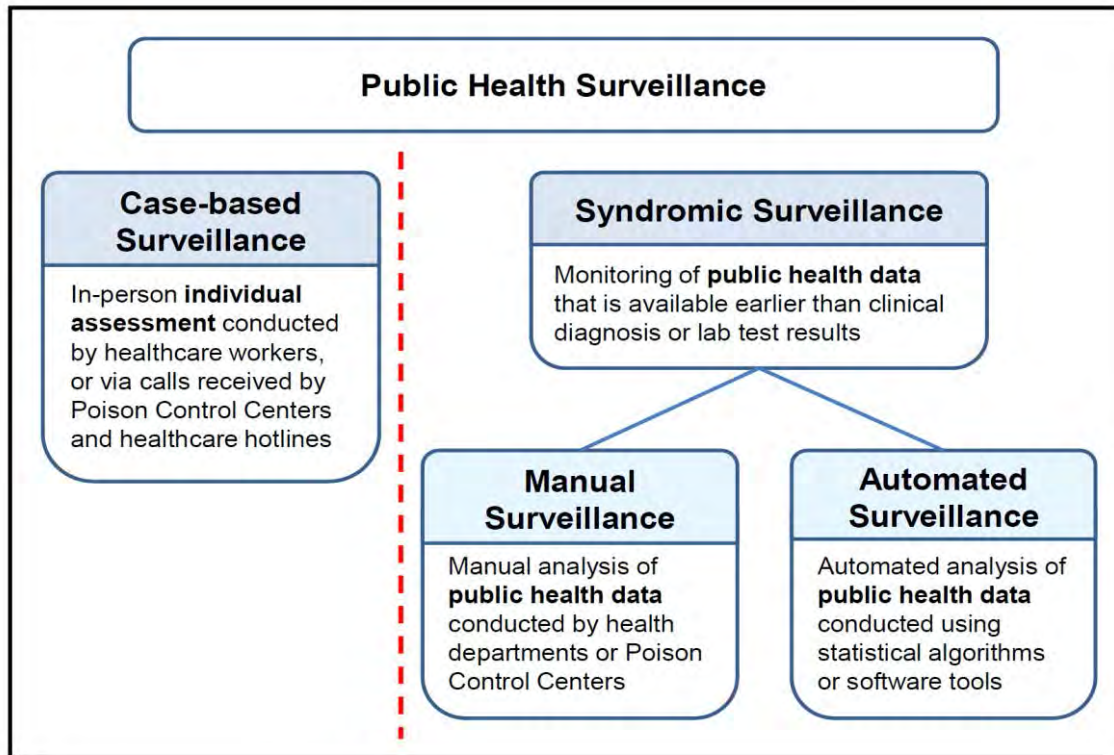 Public Health Surveillance
Case-based
Surveillance
In-person individual
assessment conducted
by healthcare workers,
or via calls received by
Poison Control Centers
and healthcare hotlines
Syndromic Surveillance
Monitoring of public health data
that is available earlier than clinical
diagnosis or lab test results
Manual
Surveillance
Manual analysis of
public health data
conducted by health
departments or Poison
Control Centers
Automated
Surveillance
Automated analysis of
public health data
conducted using
statistical algorithms
or software tools